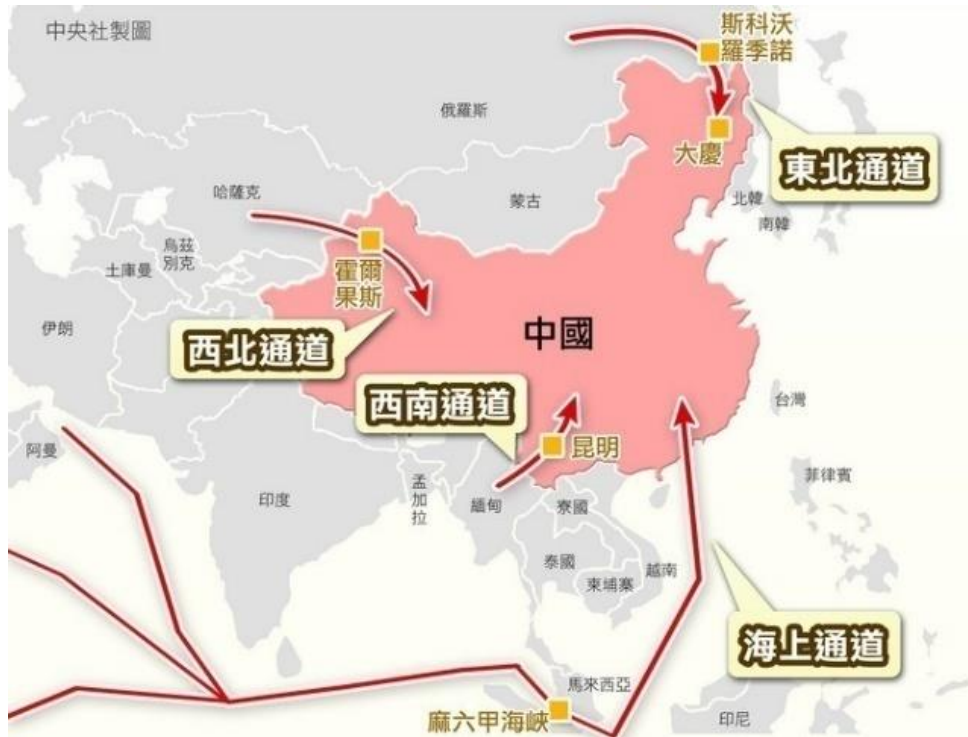 中央社製圖
斯科沃
羅季諾
俄羅斯
大慶
東北通道
哈薩克
蒙古
北韓
南韓
烏茲
別克
土庫曼
霍爾
果斯
伊朗
中國
西北通道
西南通道
台灣
阿曼
昆明
菲律賓
印度
孟
加
拉
緬甸
寮國
泰國
越南
柬埔寨
海上通道
馬來西亞
麻六甲海峽
印尼